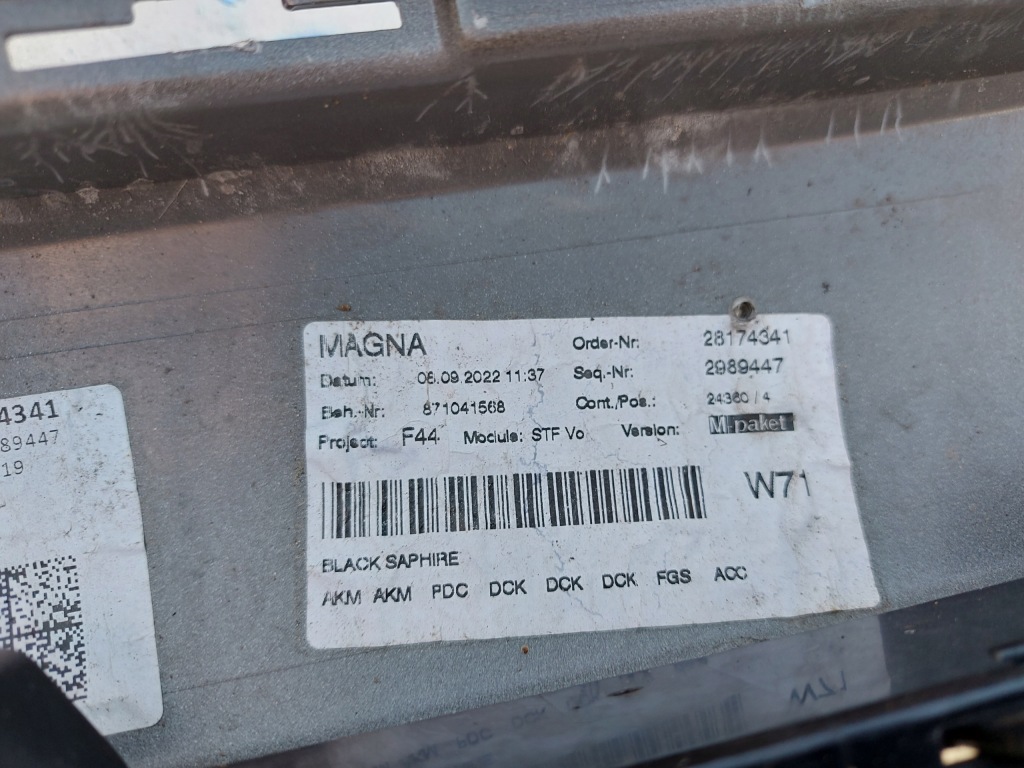 MAGNA Order-Nr: 28174341
Datum: 06.09.2022 11:37 Seq.-Nr: 2989447
Beh.-Nr: 871041568 Cont./Pos.: 24360 / 4
Project: F44 Module: STF Vo Version: M-paket
W71
BLACK SAPHIRE
AKM AKM PDC DCK DCK DCK FGS ACC
4341
89447
19